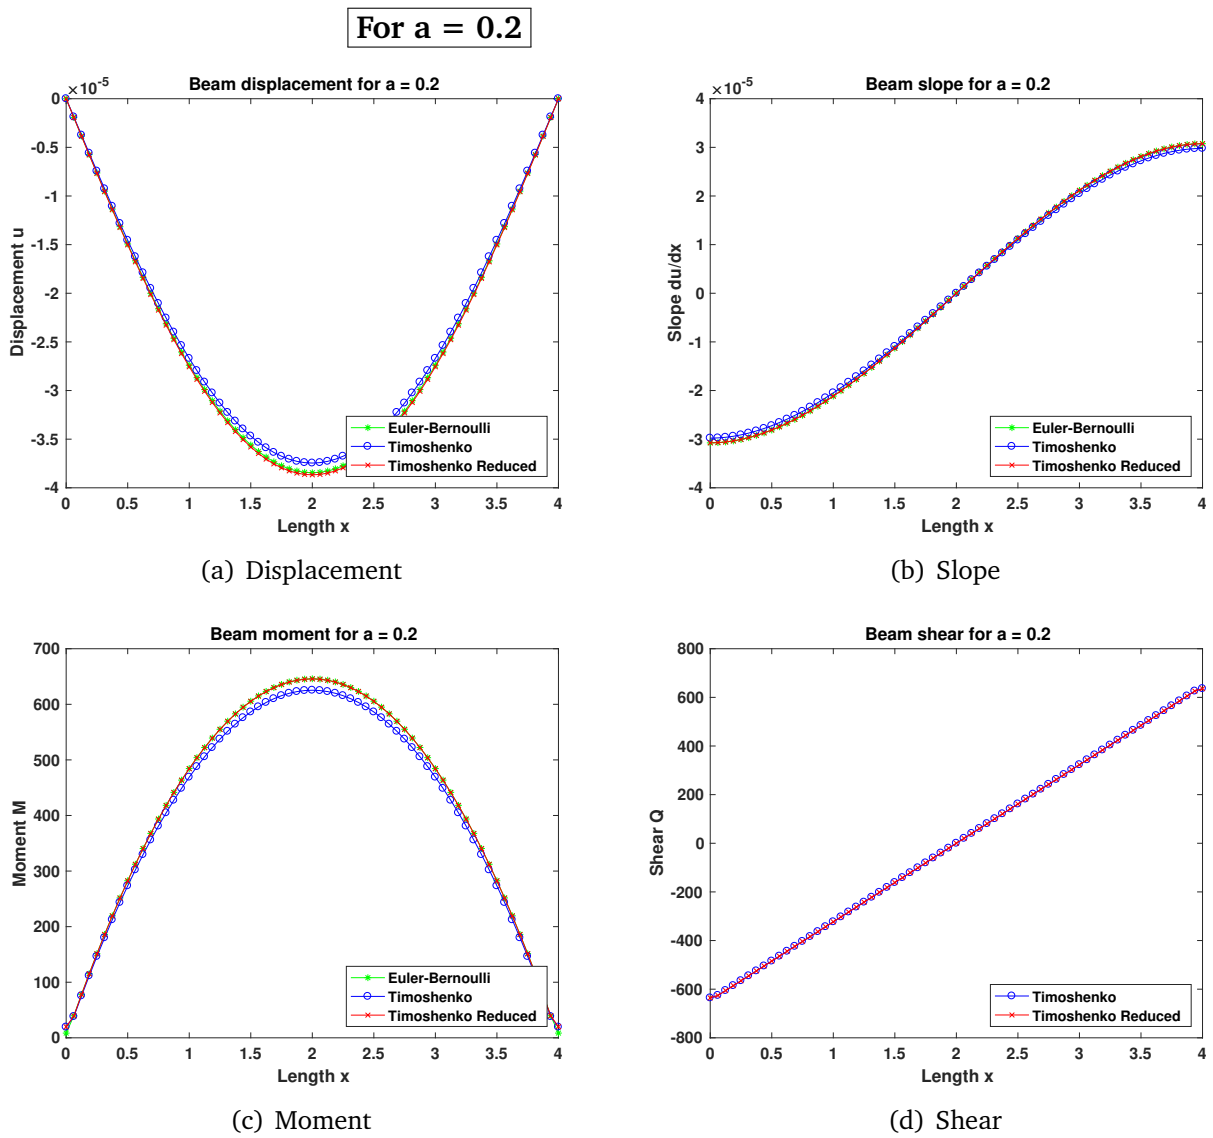 For a = 0.2
Beam displacement for a = 0.2
×10-5
0
-0.5
-1
-1.5
-2
-2.5
-3
-3.5
-4
Displacement u
0 0.5 1 1.5 2 2.5 3 3.5 4
Length x
Euler-Bernoulli
Timoshenko
Timoshenko Reduced
(a) Displacement
Beam slope for a = 0.2
×10-5
4
3
2
1
0
-1
-2
-3
-4
Slope du/dx
0 0.5 1 1.5 2 2.5 3 3.5 4
Length x
Euler-Bernoulli
Timoshenko
Timoshenko Reduced
(b) Slope
Beam moment for a = 0.2
700
600
500
400
300
200
100
0
Moment M
0 0.5 1 1.5 2 2.5 3 3.5 4
Length x
Euler-Bernoulli
Timoshenko
Timoshenko Reduced
(c) Moment
Beam shear for a = 0.2
800
600
400
200
0
-200
-400
-600
-800
Shear Q
0 0.5 1 1.5 2 2.5 3 3.5 4
Length x
Timoshenko
Timoshenko Reduced
(d) Shear